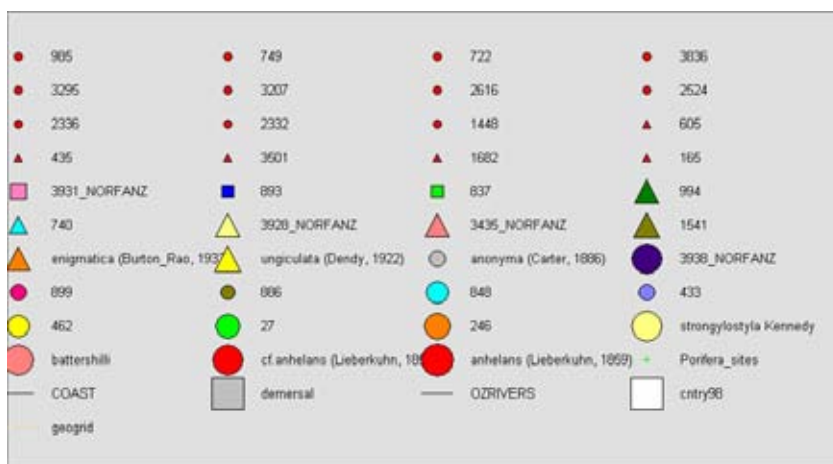 985 749 722 3836
3295 3207 2616 2524
2336 2332 1448 605
435 3501 1682 165
3931_NORFANZ 893 837 994
740 3928_NORFANZ 3435_NORFANZ 1541
enigmatica (Burton_Rao, 193 ungiculata (Dendy, 1922) anonyma (Carter, 1886) 3938_NORFANZ
899 886 848 433
462 27 246 strongylostyla Kennedy
battershilli cf.anhelans (Lieberkuhn, 18 anhelans (Lieberkuhn, 1859) Porifera_sites
COAST demersal OZRIVERS cntry98
geogrid